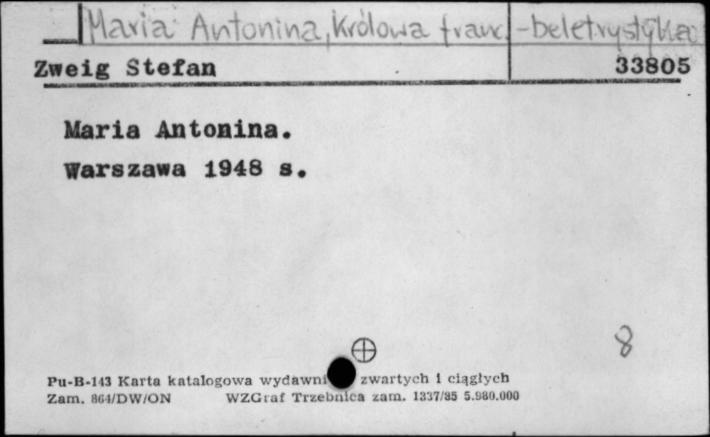 Maria Antonina, Królowa franc. - beletrystyka
Zweig Stefan 33805
Maria Antonina.
Warszawa 1948 s.
8
Pu-B-143 Karta katalogowa wydawni zwartych i ciągłych
Zam. 864/DW/ON WZGraf Trzebnica zam. 1337/85 5.980.000